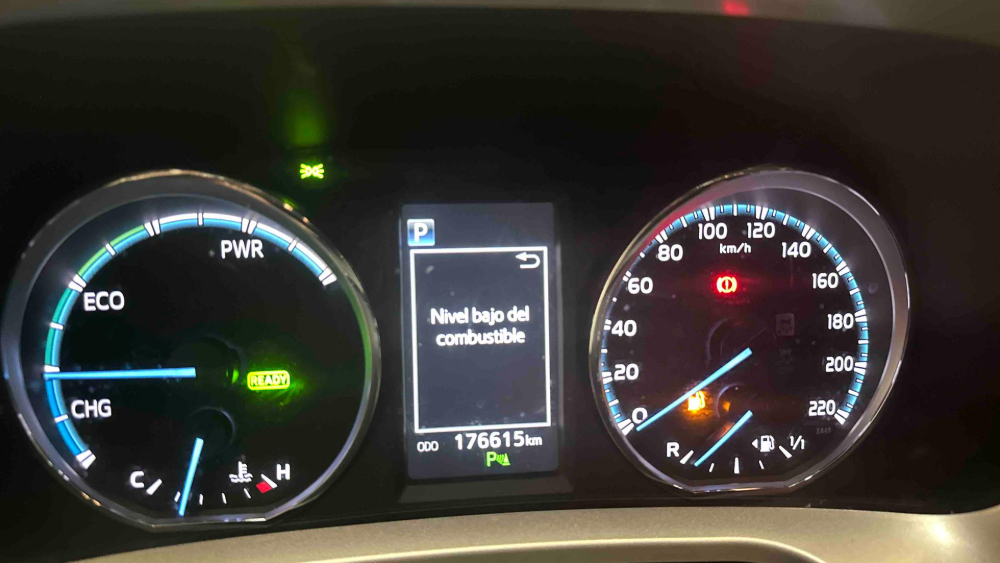 PWR
ECO
READY
CHG
C
H
P
Nivel bajo del
combustible
ODO 176615km
P
0
20
40
60
80
100
120
140
160
180
200
220
km/h
R
1/1